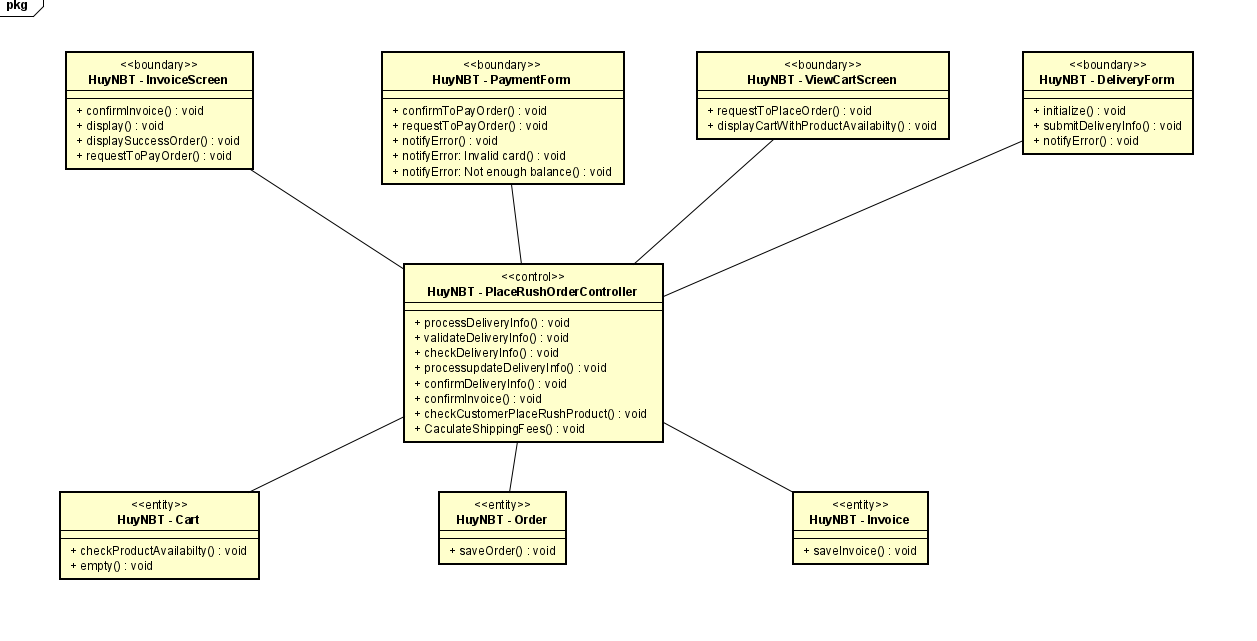 pkg
<<boundary>>
HuyNBT - InvoiceScreen
+ confirmInvoice() : void
+ display() : void
+ displaySuccessOrder() : void
+ requestToPayOrder() : void
<<boundary>>
HuyNBT - PaymentForm
+ confirmToPayOrder() : void
+ requestToPayOrder() : void
+ notifyError() : void
+ notifyError: Invalid card() : void
+ notifyError: Not enough balance() : void
<<boundary>>
HuyNBT - ViewCartScreen
+ requestToPlaceOrder() : void
+ displayCartWithProductAvailabilty() : void
<<boundary>>
HuyNBT - DeliveryForm
+ initialize() : void
+ submitDeliveryInfo() : void
+ notifyError() : void
<<control>>
HuyNBT - PlaceRushOrderController
+ processDeliveryInfo() : void
+ validateDeliveryInfo() : void
+ checkDeliveryInfo() : void
+ processupdateDeliveryInfo() : void
+ confirmDeliveryInfo() : void
+ confirmInvoice() : void
+ checkCustomerPlaceRushProduct() : void
+ CaculateShippingFees() : void
<<entity>>
HuyNBT - Cart
+ checkProductAvailabilty() : void
+ empty() : void
<<entity>>
HuyNBT - Order
+ saveOrder() : void
<<entity>>
HuyNBT - Invoice
+ saveInvoice() : void